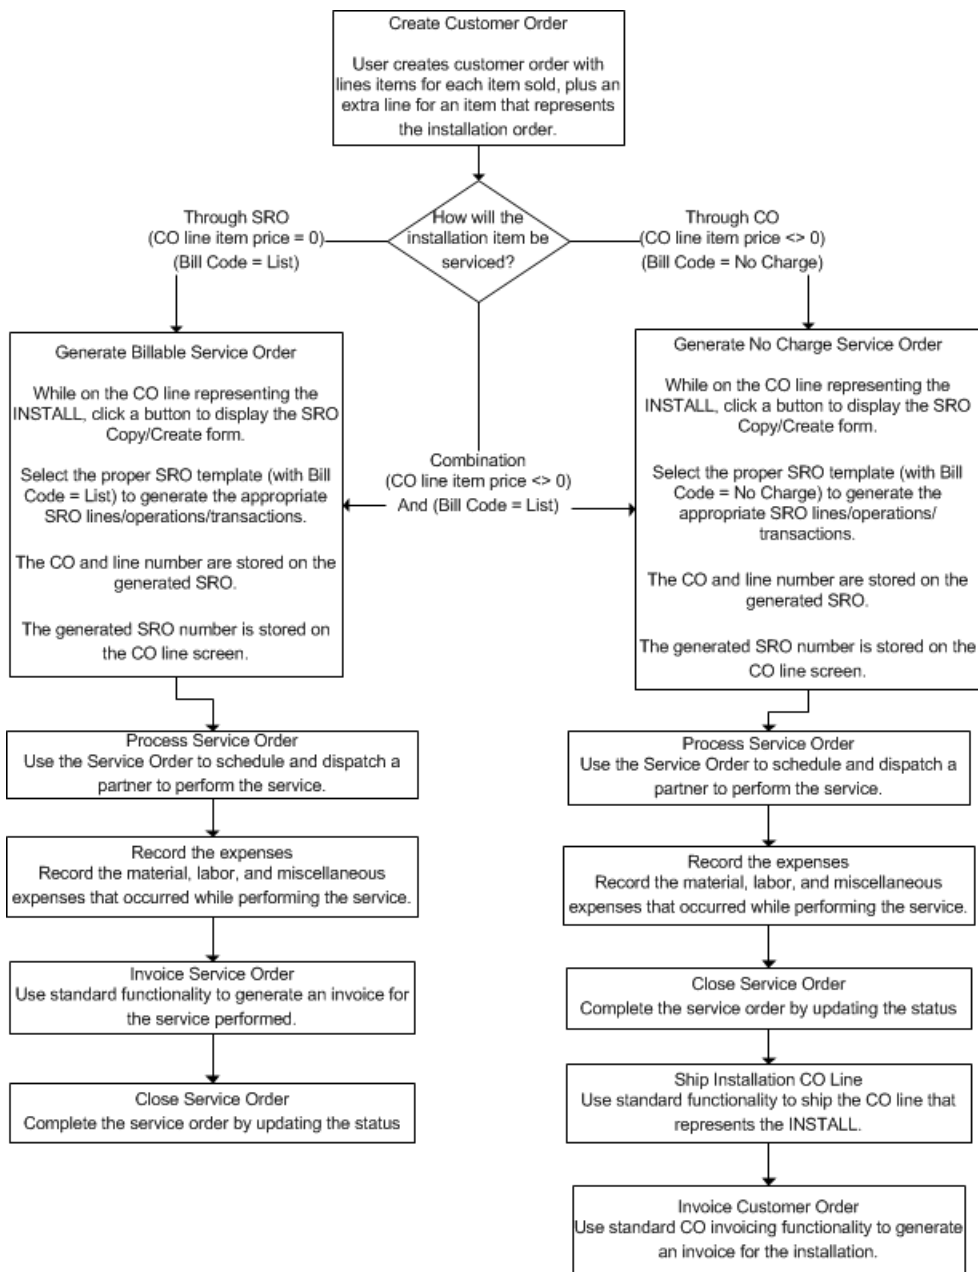 Create Customer Order
User creates customer order with
lines items for each item sold, plus an
extra line for an item that represents
the installation order.
How will the
installation item be
serviced?
Through SRO
(CO line item price = 0)
(Bill Code = List)
Through CO
(CO line item price <> 0)
(Bill Code = No Charge)
Combination
(CO line item price <> 0)
And (Bill Code = List)
Generate Billable Service Order
While on the CO line representing the
INSTALL, click a button to display the SRO
Copy/Create form.
Select the proper SRO template (with Bill
Code = List) to generate the appropriate
SRO lines/operations/transactions.
The CO and line number are stored on the
generated SRO.
The generated SRO number is stored on
the CO line screen.
Process Service Order
Use the Service Order to schedule and dispatch a
partner to perform the service.
Record the expenses
Record the material, labor, and miscellaneous
expenses that occurred while performing the service.
Invoice Service Order
Use standard functionality to generate an invoice for
the service performed.
Close Service Order
Complete the service order by updating the status
Generate No Charge Service Order
While on the CO line representing the
INSTALL, click a button to display the SRO
Copy/Create form.
Select the proper SRO template (with Bill
Code = No Charge) to generate the
appropriate SRO lines/operations/
transactions.
The CO and line number are stored on the
generated SRO.
The generated SRO number is stored on the
CO line screen.
Process Service Order
Use the Service Order to schedule and dispatch a
partner to perform the service.
Record the expenses
Record the material, labor, and miscellaneous
expenses that occurred while performing the service.
Close Service Order
Complete the service order by updating the status
Ship Installation CO Line
Use standard functionality to ship the CO line that
represents the INSTALL.
Invoice Customer Order
Use standard CO invoicing functionality to generate
an invoice for the installation.